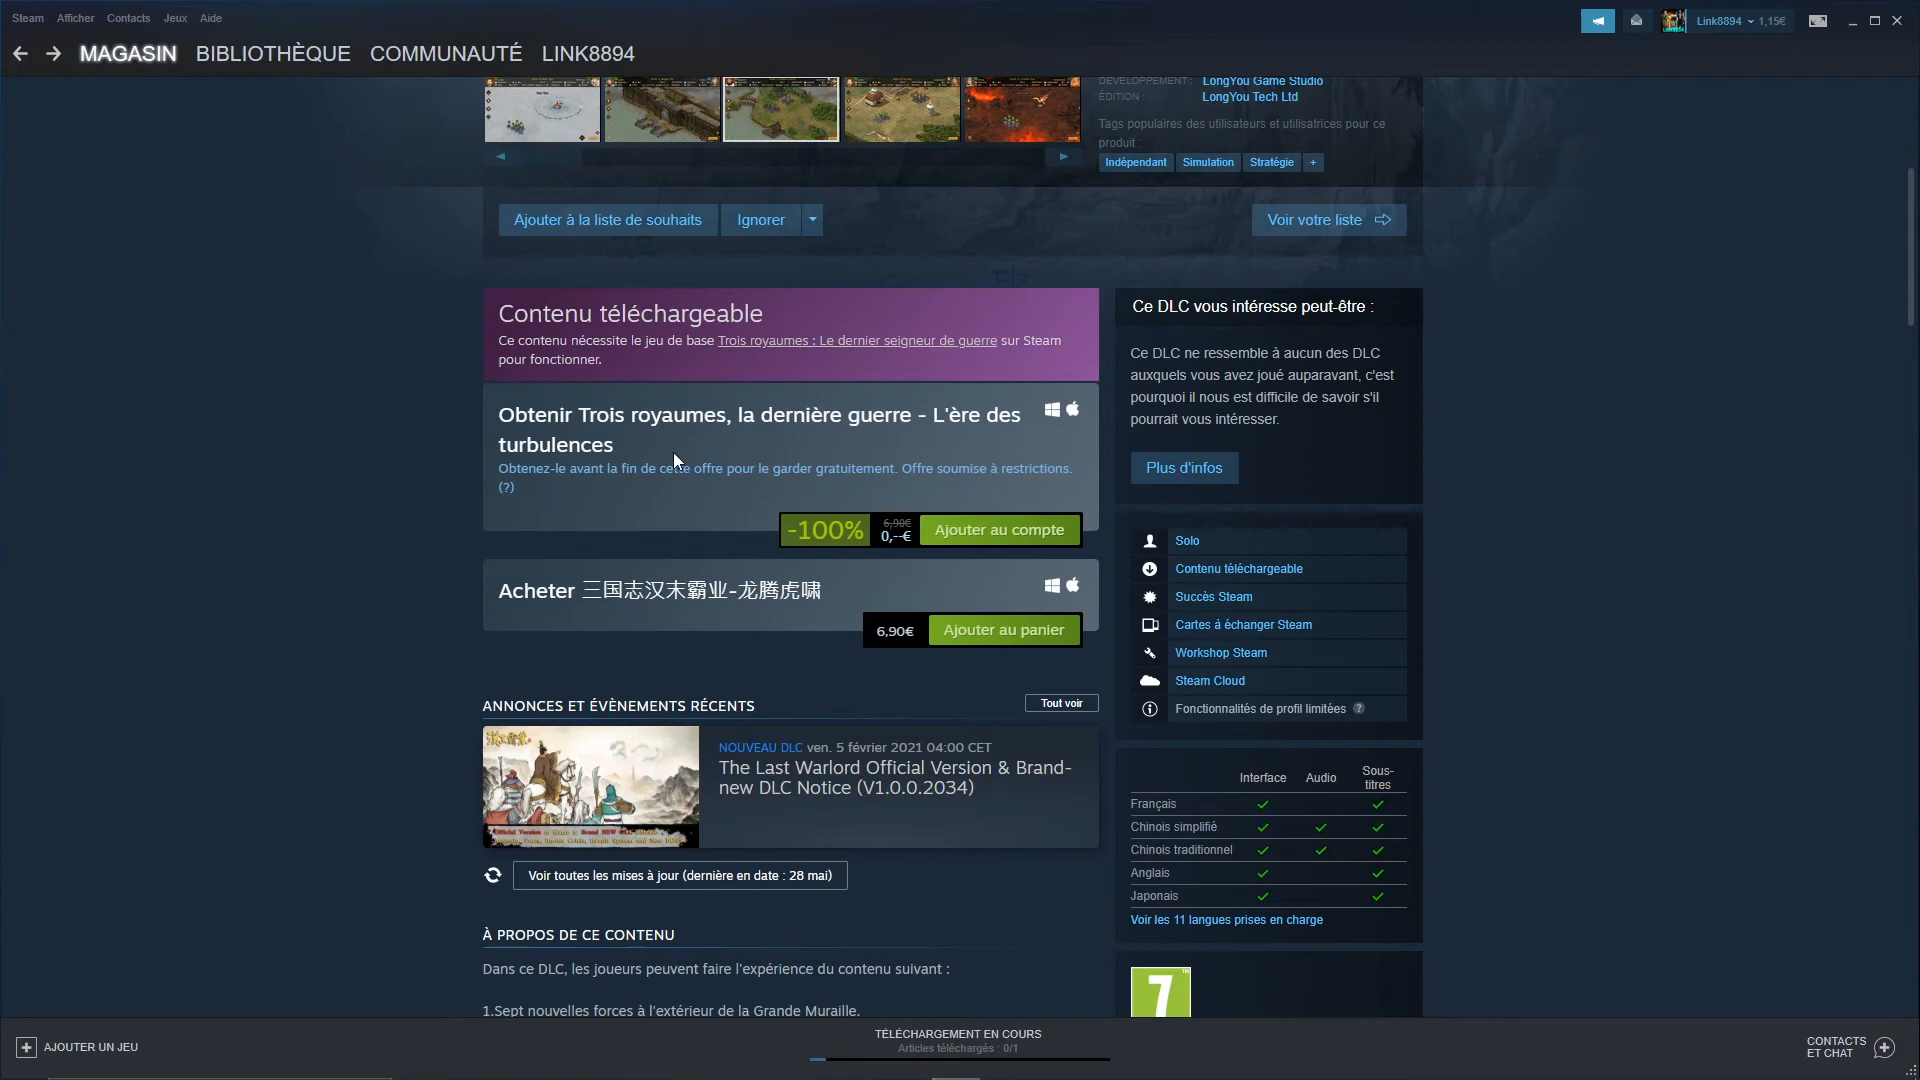 Steam Afficher Contacts Jeux Aide
Link8894 1,15€
MAGASIN BIBLIOTHÈQUE COMMUNAUTÉ LINK8894
DÉVELOPPEMENT : LongYou Game Studio
ÉDITION : LongYou Tech Ltd
Tags populaires des utilisateurs et utilisatrices pour ce
produit :
Indépendant Simulation Stratégie +
Ajouter à la liste de souhaits Ignorer
Voir votre liste
Contenu téléchargeable
Ce contenu nécessite le jeu de base Trois royaumes : Le dernier seigneur de guerre sur Steam
pour fonctionner.
Obtenir Trois royaumes, la dernière guerre - L'ère des
turbulences
Obtenez-le avant la fin de cette offre pour le garder gratuitement. Offre soumise à restrictions.
(?)
-100% 6,90€ 0,--€ Ajouter au compte
Acheter 三国志汉末霸业-龙腾虎啸
6,90€ Ajouter au panier
ANNONCES ET ÉVÈNEMENTS RÉCENTS
Tout voir
NOUVEAU DLC ven. 5 février 2021 04:00 CET
The Last Warlord Official Version & Brand-
new DLC Notice (V1.0.0.2034)
Voir toutes les mises à jour (dernière en date : 28 mai)
À PROPOS DE CE CONTENU
Dans ce DLC, les joueurs peuvent faire l'expérience du contenu suivant :
1.Sept nouvelles forces à l'extérieur de la Grande Muraille.
Ce DLC vous intéresse peut-être :
Ce DLC ne ressemble à aucun des DLC
auxquels vous avez joué auparavant, c'est
pourquoi il nous est difficile de savoir s'il
pourrait vous intéresser.
Plus d'infos
Solo
Contenu téléchargeable
Succès Steam
Cartes à échanger Steam
Workshop Steam
Steam Cloud
Fonctionnalités de profil limitées ?
Interface Audio Sous-
titres
Français ✓ ✓
Chinois simplifié ✓ ✓ ✓
Chinois traditionnel ✓ ✓ ✓
Anglais ✓ ✓
Japonais ✓ ✓
Voir les 11 langues prises en charge
7
AJOUTER UN JEU
TÉLÉCHARGEMENT EN COURS
Articles téléchargés : 0/1
CONTACTS
ET CHAT